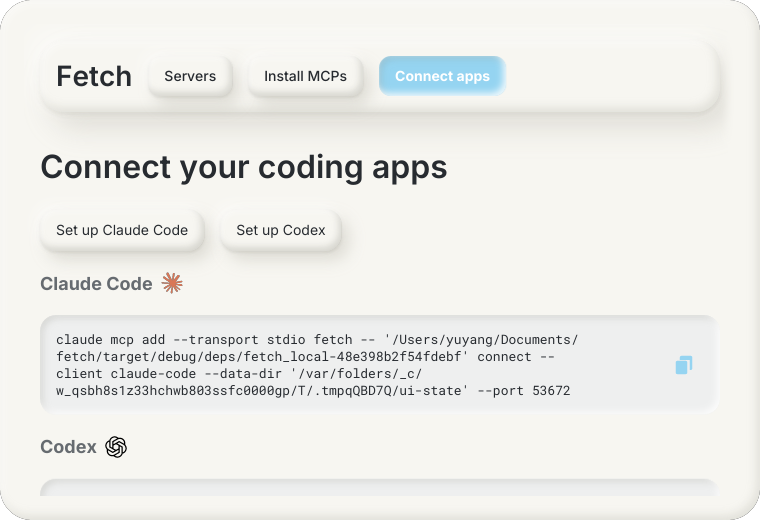 Fetch
Servers
Install MCPs
Connect apps
Connect your coding apps
Set up Claude Code
Set up Codex
Claude Code
claude mcp add --transport stdio fetch -- '/Users/yuyang/Documents/
fetch/target/debug/deps/fetch_local-48e398b2f54fdebf' connect --
client claude-code --data-dir '/var/folders/_c/
w_qsbh8s1z33hchwb803ssfc0000gp/T/.tmpqQBD7Q/ui-state' --port 53672
Codex